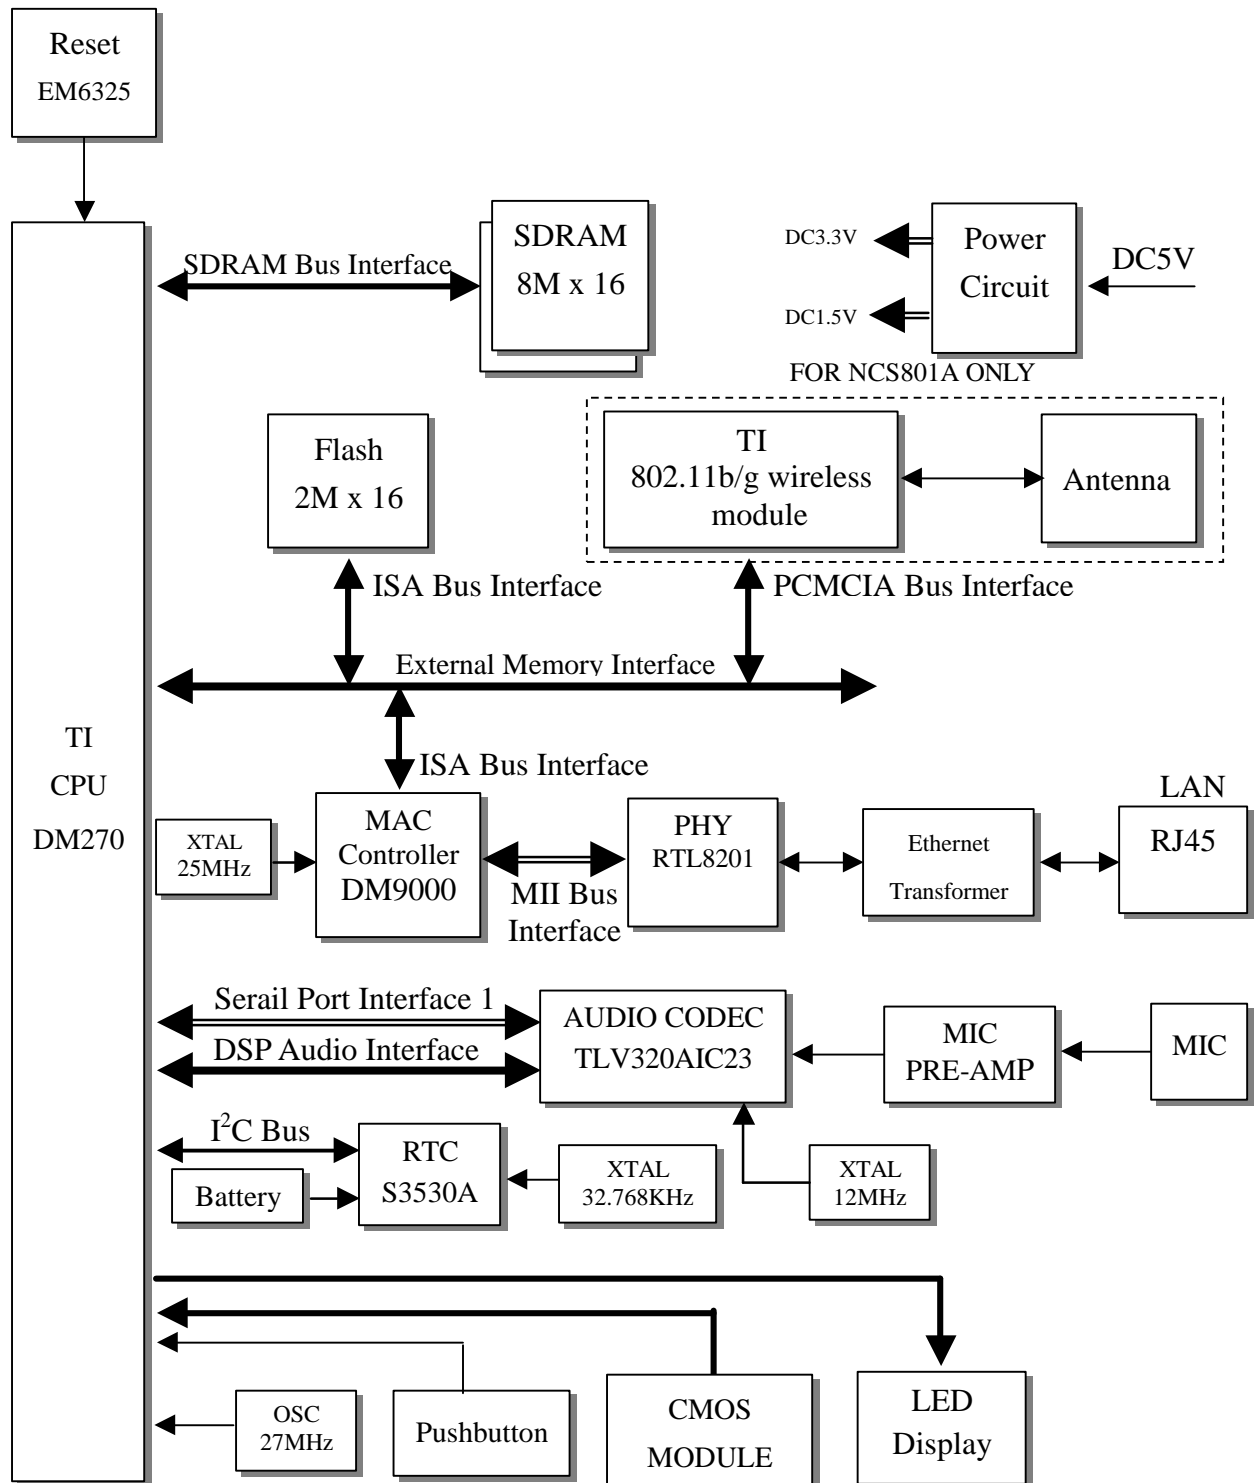 Reset
EM6325
SDRAM
8M x 16
SDRAM Bus Interface
DC3.3V
DC1.5V
Power
Circuit
DC5V
FOR NCS801A ONLY
Flash
2M x 16
TI
802.11b/g wireless
module
Antenna
ISA Bus Interface
PCMCIA Bus Interface
External Memory Interface
TI
CPU
DM270
ISA Bus Interface
XTAL
25MHz
MAC
Controller
DM9000
MII Bus
Interface
PHY
RTL8201
Ethernet
Transformer
LAN
RJ45
Serail Port Interface 1
DSP Audio Interface
AUDIO CODEC
TLV320AIC23
MIC
PRE-AMP
MIC
I²C Bus
Battery
RTC
S3530A
XTAL
32.768KHz
XTAL
12MHz
OSC
27MHz
Pushbutton
CMOS
MODULE
LED
Display